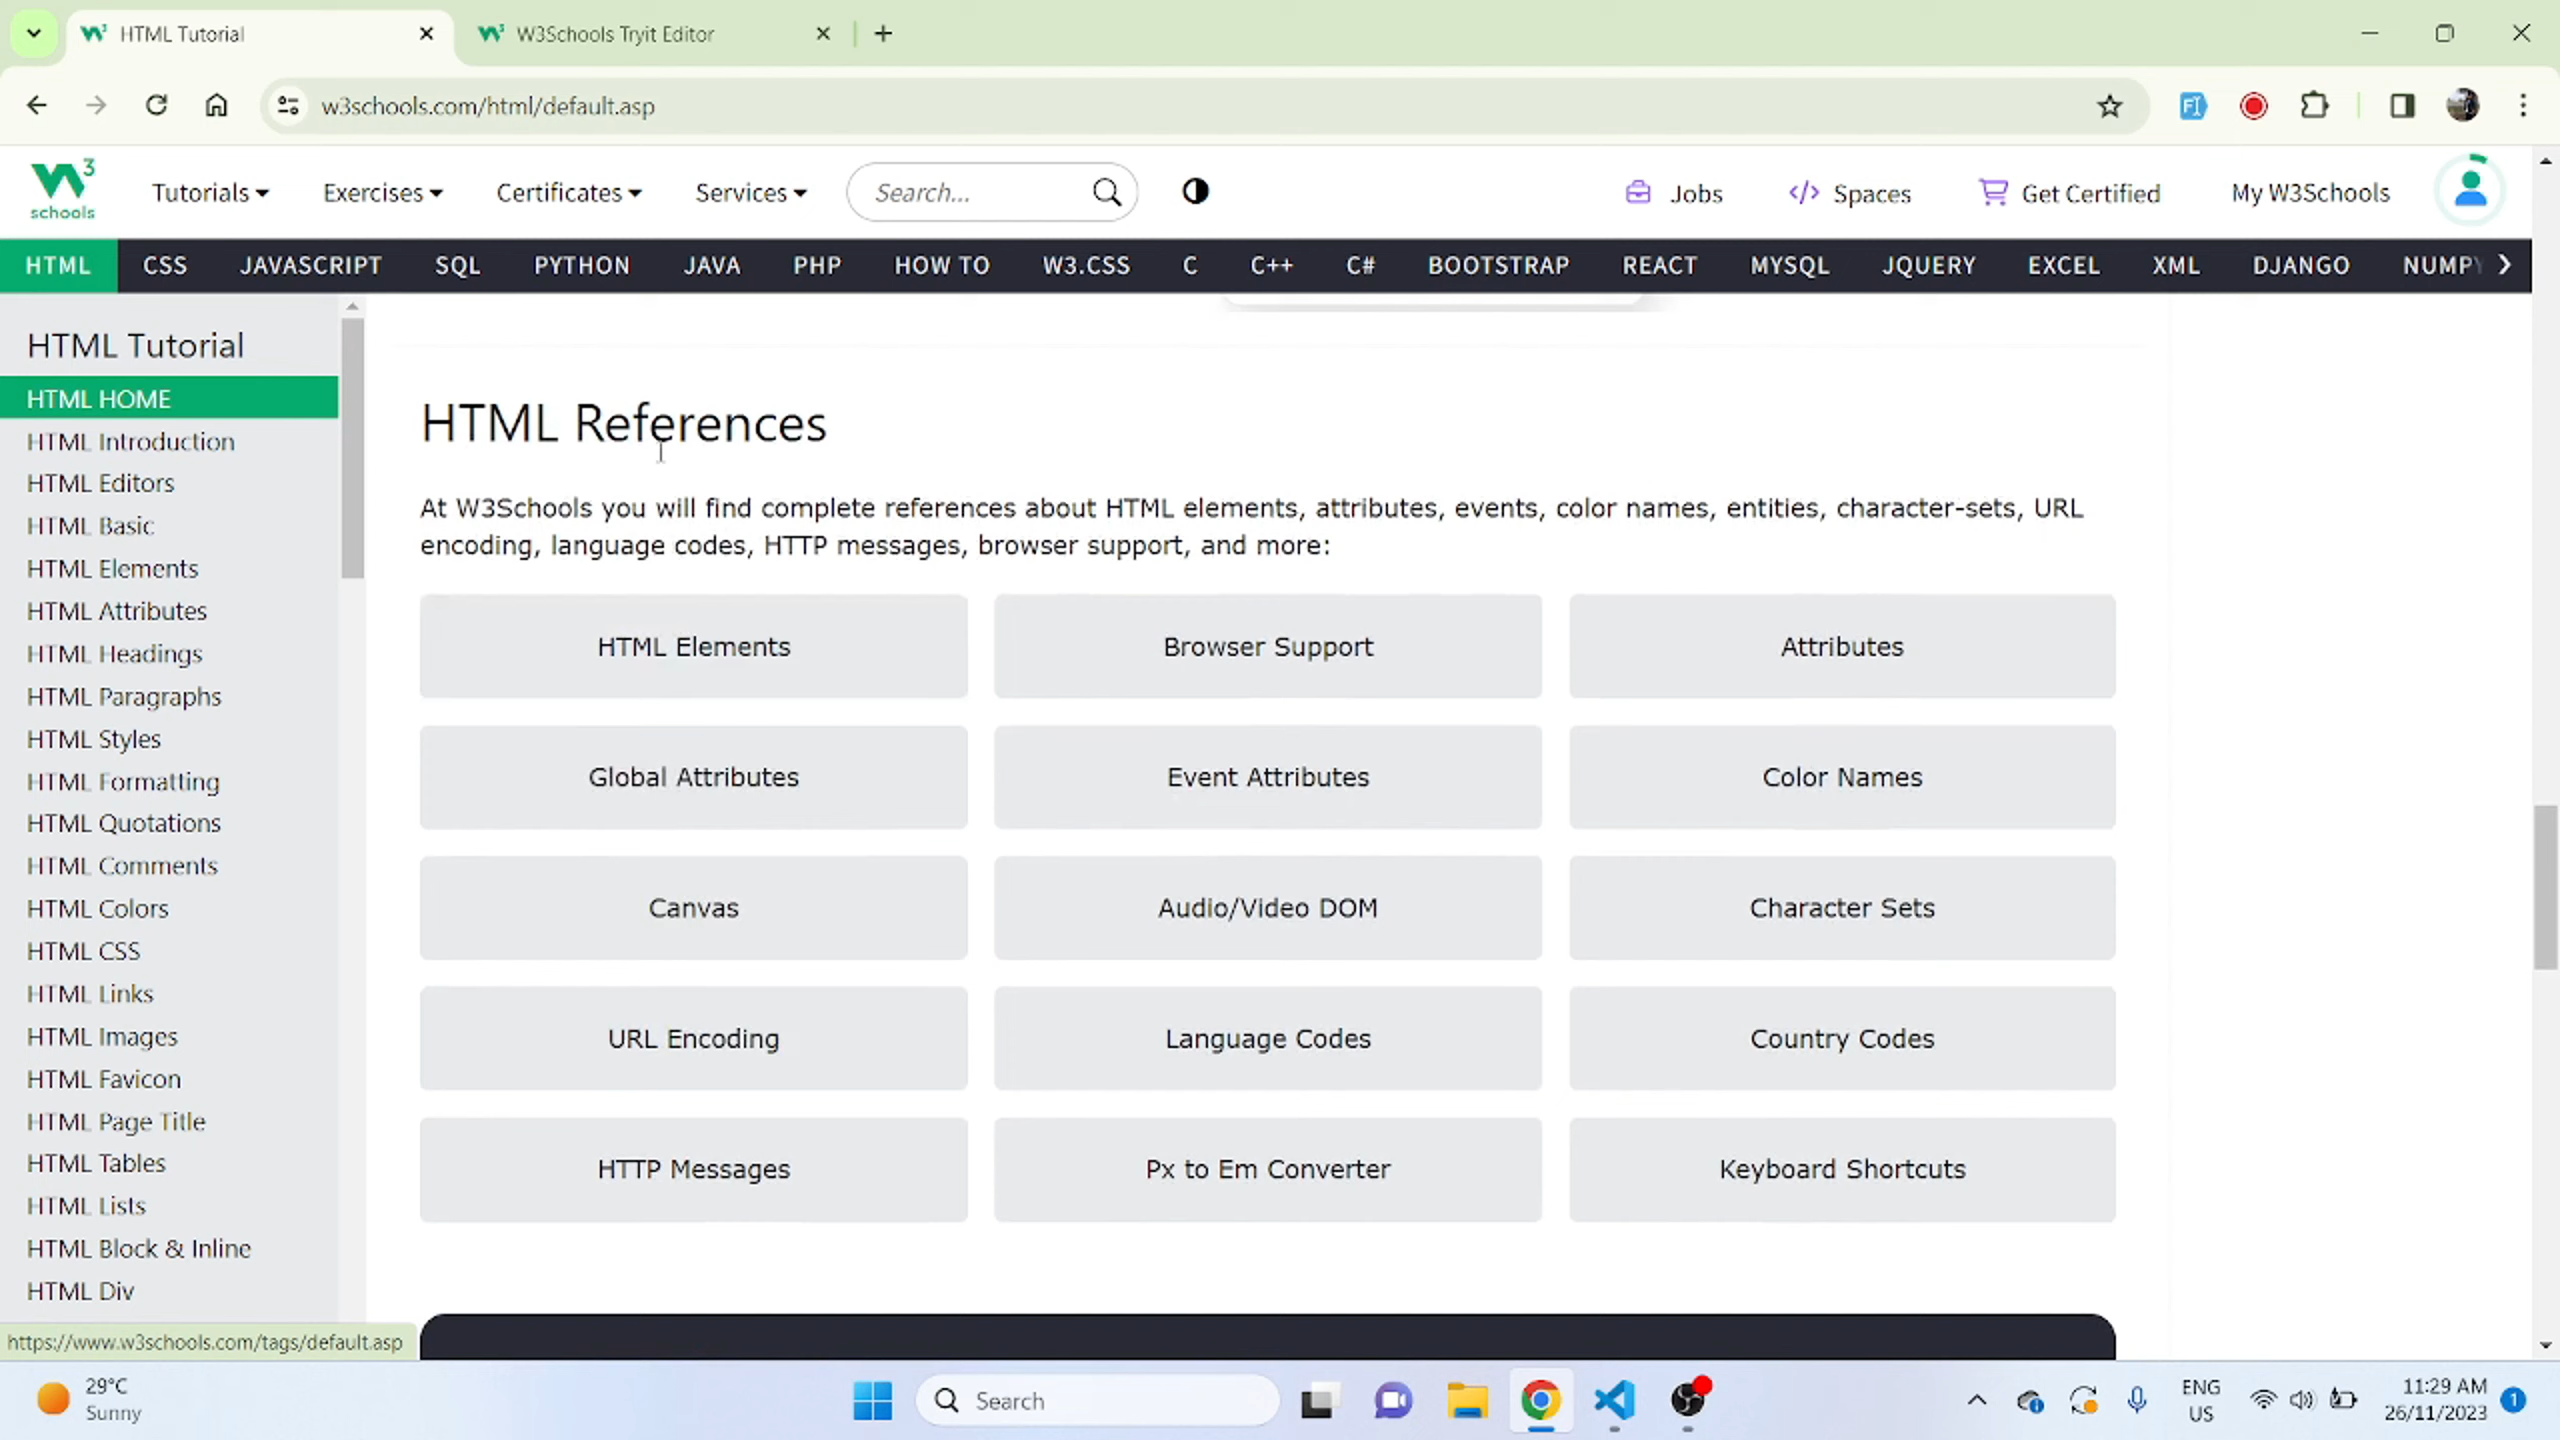 HTML Tutorial
W3Schools Tryit Editor
w3schools.com/html/default.asp
W3 schools
Tutorials
Exercises
Certificates
Services
Search...
Jobs
Spaces
Get Certified
My W3Schools
HTML CSS JAVASCRIPT SQL PYTHON JAVA PHP HOW TO W3.CSS C C++ C# BOOTSTRAP REACT MYSQL JQUERY EXCEL XML DJANGO NUMPY
HTML Tutorial
HTML HOME
HTML Introduction
HTML Editors
HTML Basic
HTML Elements
HTML Attributes
HTML Headings
HTML Paragraphs
HTML Styles
HTML Formatting
HTML Quotations
HTML Comments
HTML Colors
HTML CSS
HTML Links
HTML Images
HTML Favicon
HTML Page Title
HTML Tables
HTML Lists
HTML Block & Inline
HTML Div
https://www.w3schools.com/tags/default.asp
HTML References
At W3Schools you will find complete references about HTML elements, attributes, events, color names, entities, character-sets, URL
encoding, language codes, HTTP messages, browser support, and more:
HTML Elements
Browser Support
Attributes
Global Attributes
Event Attributes
Color Names
Canvas
Audio/Video DOM
Character Sets
URL Encoding
Language Codes
Country Codes
HTTP Messages
Px to Em Converter
Keyboard Shortcuts
29°C
Sunny
Search
ENG
US
11:29 AM
26/11/2023
1